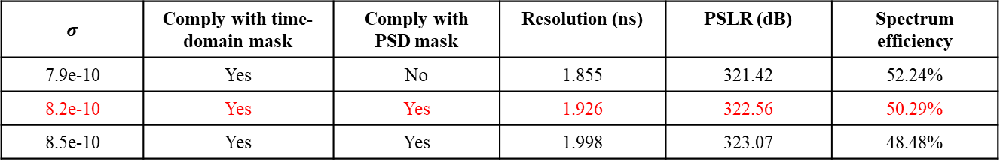 σ Comply with time-domain mask Comply with PSD mask Resolution (ns) PSLR (dB) Spectrum efficiency
7.9e-10 Yes No 1.855 321.42 52.24%
8.2e-10 Yes Yes 1.926 322.56 50.29%
8.5e-10 Yes Yes 1.998 323.07 48.48%